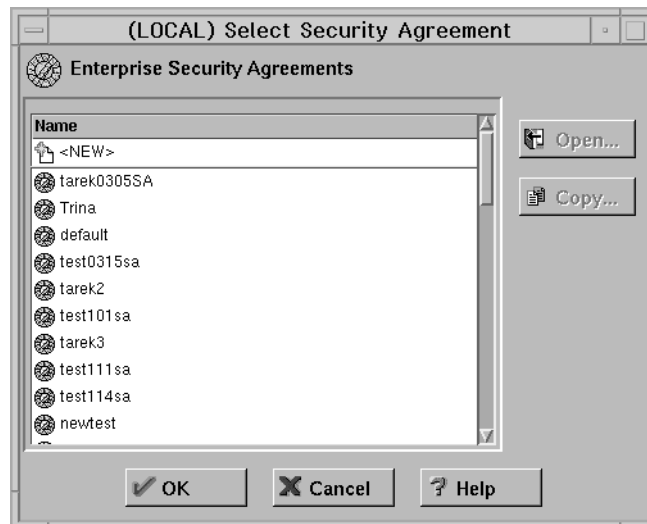 (LOCAL) Select Security Agreement
Enterprise Security Agreements
Name
<NEW>
tarek0305SA
Trina
default
test0315sa
tarek2
test101sa
tarek3
test111sa
test114sa
newtest
Open...
Copy...
OK
Cancel
Help